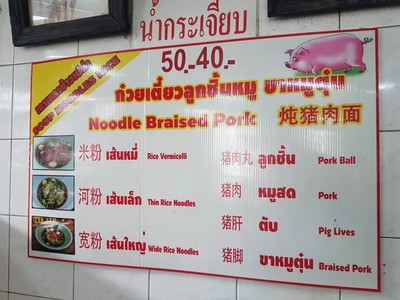 น้ำกระเจี๊ยบ
50.-40.-
ก๋วยเตี๋ยวลูกชิ้นหมู ขาหมูตุ๋น
Noodle Braised Pork 炖猪肉面
米粉 เส้นหมี่ Rice Vermicelli
河粉 เส้นเล็ก Thin Rice Noodles
宽粉 เส้นใหญ่ Wide Rice Noodles
猪肉丸 ลูกชิ้น Pork Ball
猪肉 หมูสด Pork
猪肝 ตับ Pig Lives
猪脚 ขาหมูตุ๋น Braised Pork